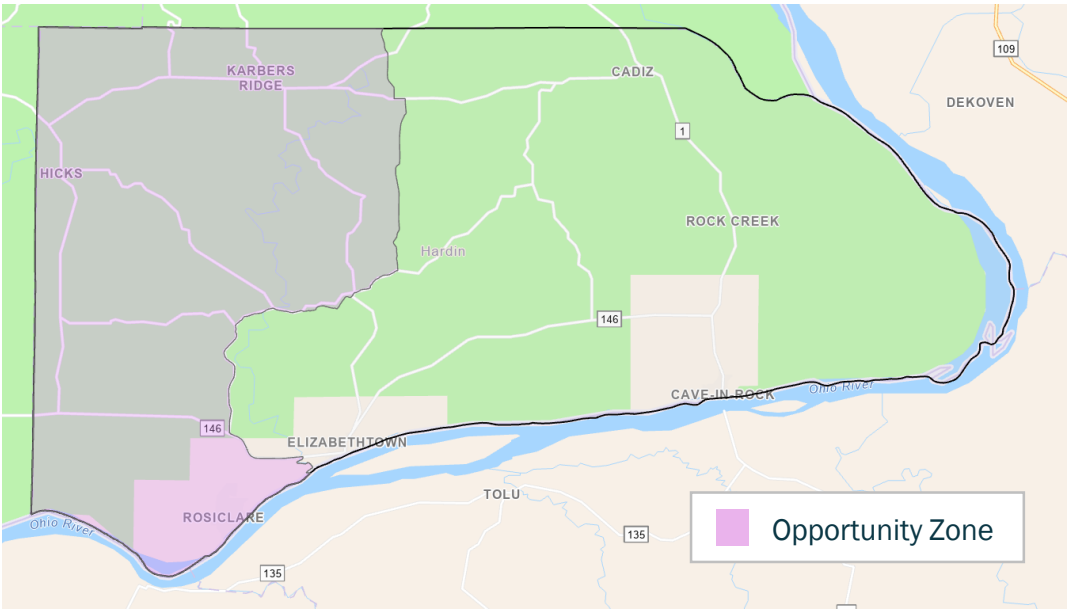 109
KARBERS
RIDGE
CADIZ
DEKOVEN
1
HICKS
ROCK CREEK
Hardin
146
CAVE-IN-ROCK
Ohio River
146
ELIZABETHTOWN
TOLU
ROSICLARE
Ohio River
135
135
Opportunity Zone